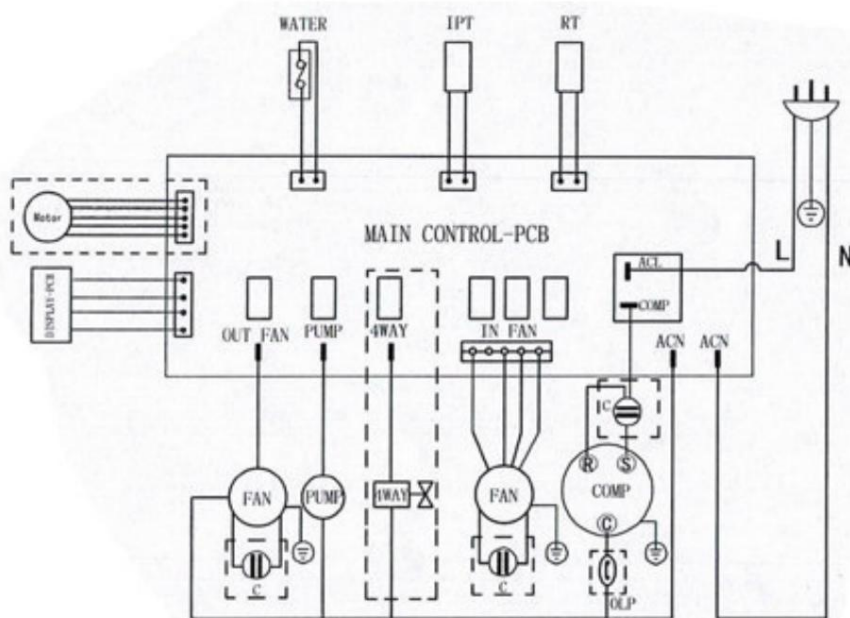 WATER IPT RT
Motor
MAIN CONTROL-PCB
L N
ACL
DISPLAY-PCB
COMP
OUT FAN PUMP 4WAY IN FAN
ACN ACN
C
R S
FAN PUMP 4WAY FAN COMP
C
C C
OLP